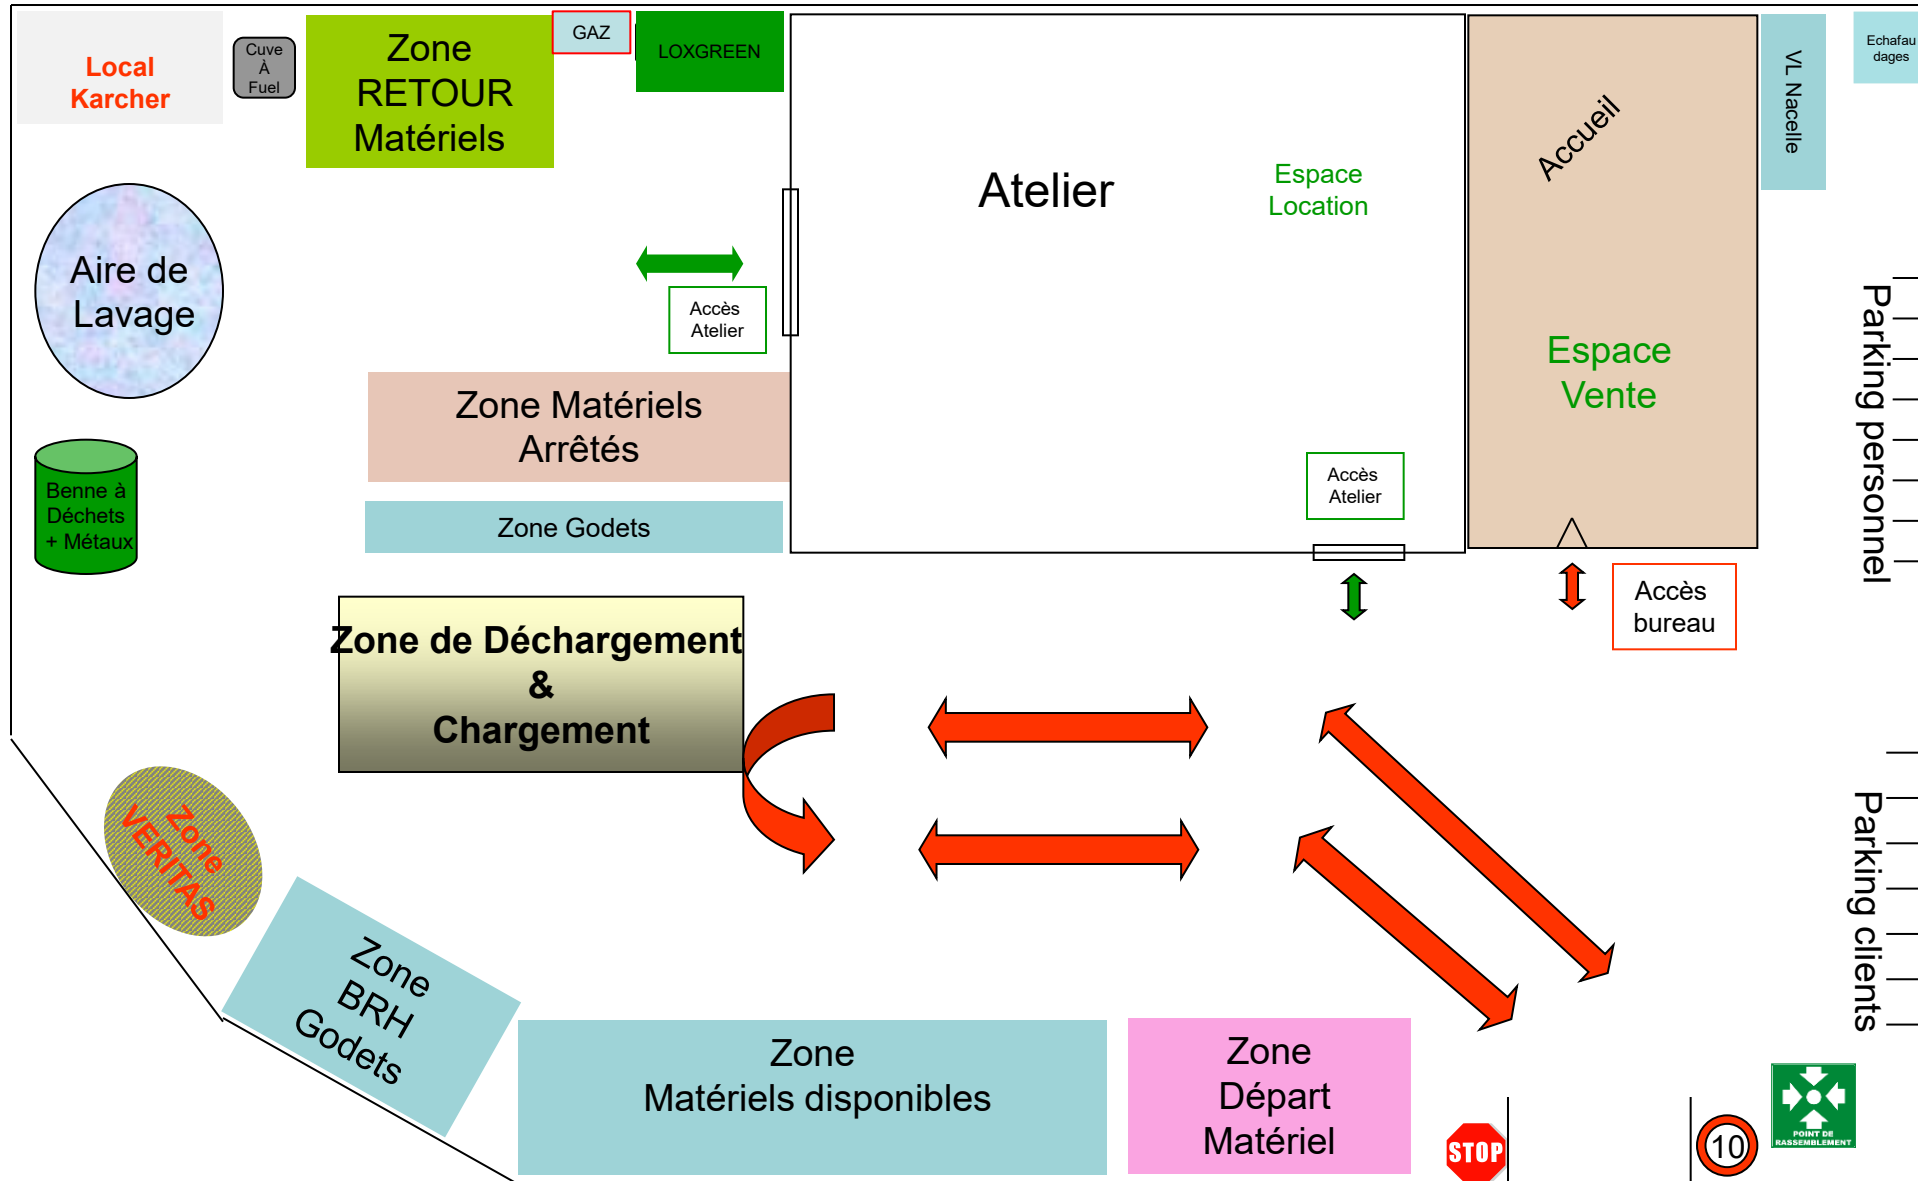 Local
Karcher
Cuve
À
Fuel
Zone
RETOUR
Matériels
GAZ
LOXGREEN
Atelier
Espace
Location
Accueil
VL Nacelle
Echafau
dages
Aire de
Lavage
Accès
Atelier
Espace
Vente
Parking personnel
Zone Matériels
Arrêtés
Benne à
Déchets
+ Métaux
Zone Godets
Accès
Atelier
Accès
bureau
Zone de Déchargement
&
Chargement
Zone
VERITAS
Parking clients
Zone
BRH
Godets
Zone
Matériels disponibles
Zone
Départ
Matériel
STOP
10
POINT DE
RASSEMBLEMENT